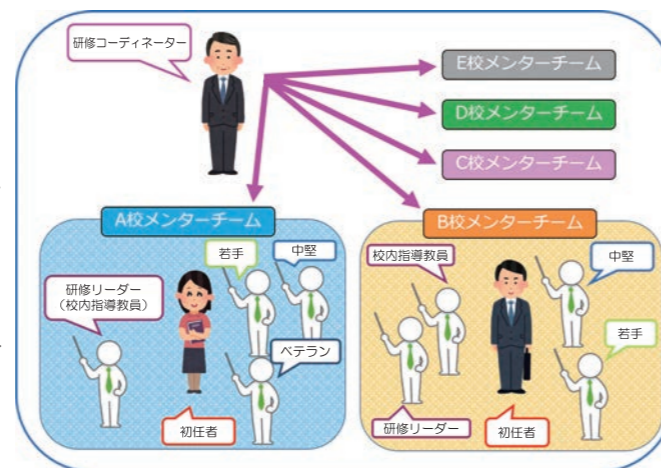 研修コーディネーター
E校メンターチーム
D校メンターチーム
C校メンターチーム
A校メンターチーム
若手
中堅
研修リーダー
（校内指導教員）
ベテラン
初任者
B校メンターチーム
校内指導教員
中堅
若手
研修リーダー
初任者